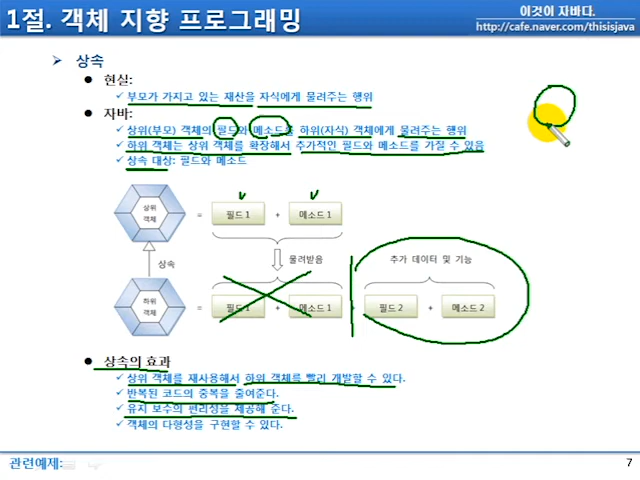 1절. 객체 지향 프로그래밍
이것이 자바다.
http://cafe.naver.com/thisisjava
상속
현실:
부모가 가지고 있는 재산을 자식에게 물려주는 행위
자바:
상위(부모) 객체의 필드와 메소드를 하위(자식) 객체에게 물려주는 행위
하위 객체는 상위 객체를 확장해서 추가적인 필드와 메소드를 가질 수 있음
상속 대상: 필드와 메소드
상위
객체
= 필드 1 + 메소드 1
상속
물려받음
추가 데이터 및 기능
하위
객체
= 필드 1 + 메소드 1 + 필드 2 + 메소드 2
상속의 효과
상위 객체를 재사용해서 하위 객체를 빨리 개발할 수 있다.
반복된 코드의 중복을 줄여준다.
유지 보수의 편리성을 제공해 준다.
객체의 다형성을 구현할 수 있다.
관련예제:
7